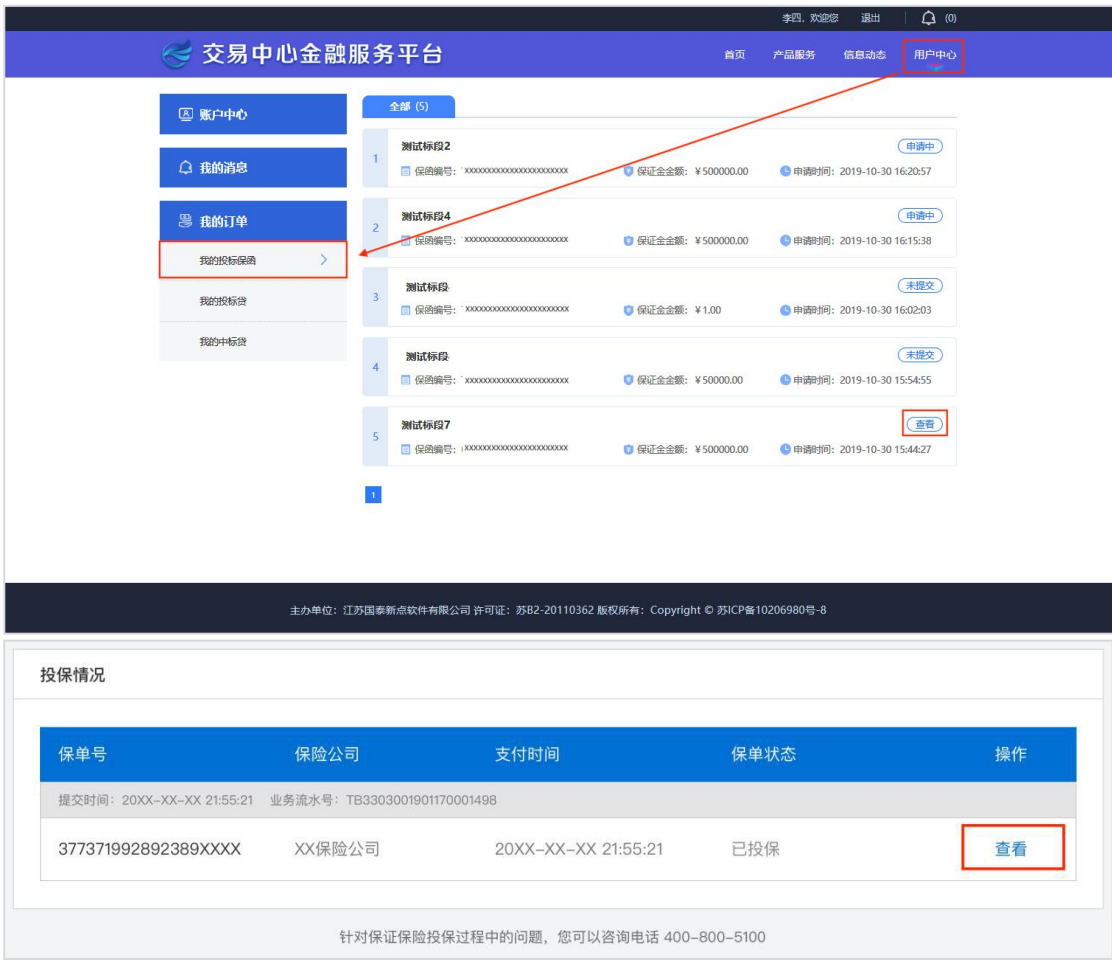 李四, 欢迎您 退出 (0)
交易中心金融服务平台 首页 产品服务 信息动态 用户中心
账户中心
我的消息
我的订单
我的投标保函
我的投标贷
我的中标贷
全部 (5)
1
测试标段2 申请中
保函编号: xxxxxxxxxxxxxxxxxxxxxxx 保证金金额: ¥500000.00 申请时间: 2019-10-30 16:20:57
2
测试标段4 申请中
保函编号: xxxxxxxxxxxxxxxxxxxxxxx 保证金金额: ¥500000.00 申请时间: 2019-10-30 16:15:38
3
测试标段 未提交
保函编号: xxxxxxxxxxxxxxxxxxxxxxx 保证金金额: ¥1.00 申请时间: 2019-10-30 16:02:03
4
测试标段 未提交
保函编号: xxxxxxxxxxxxxxxxxxxxxxx 保证金金额: ¥50000.00 申请时间: 2019-10-30 15:54:55
5
测试标段7 查看
保函编号: xxxxxxxxxxxxxxxxxxxxxxx 保证金金额: ¥500000.00 申请时间: 2019-10-30 15:44:27
1
主办单位: 江苏国泰新点软件有限公司 许可证: 苏B2-20110362 版权所有: Copyright © 苏ICP备10206980号-8
投保情况
保单号 保险公司 支付时间 保单状态 操作
提交时间: 20XX-XX-XX 21:55:21 业务流水号: TB3303001901170001498
377371992892389XXXX XX保险公司 20XX-XX-XX 21:55:21 已投保 查看
针对保证保险投保过程中的问题, 您可以咨询电话 400-800-5100